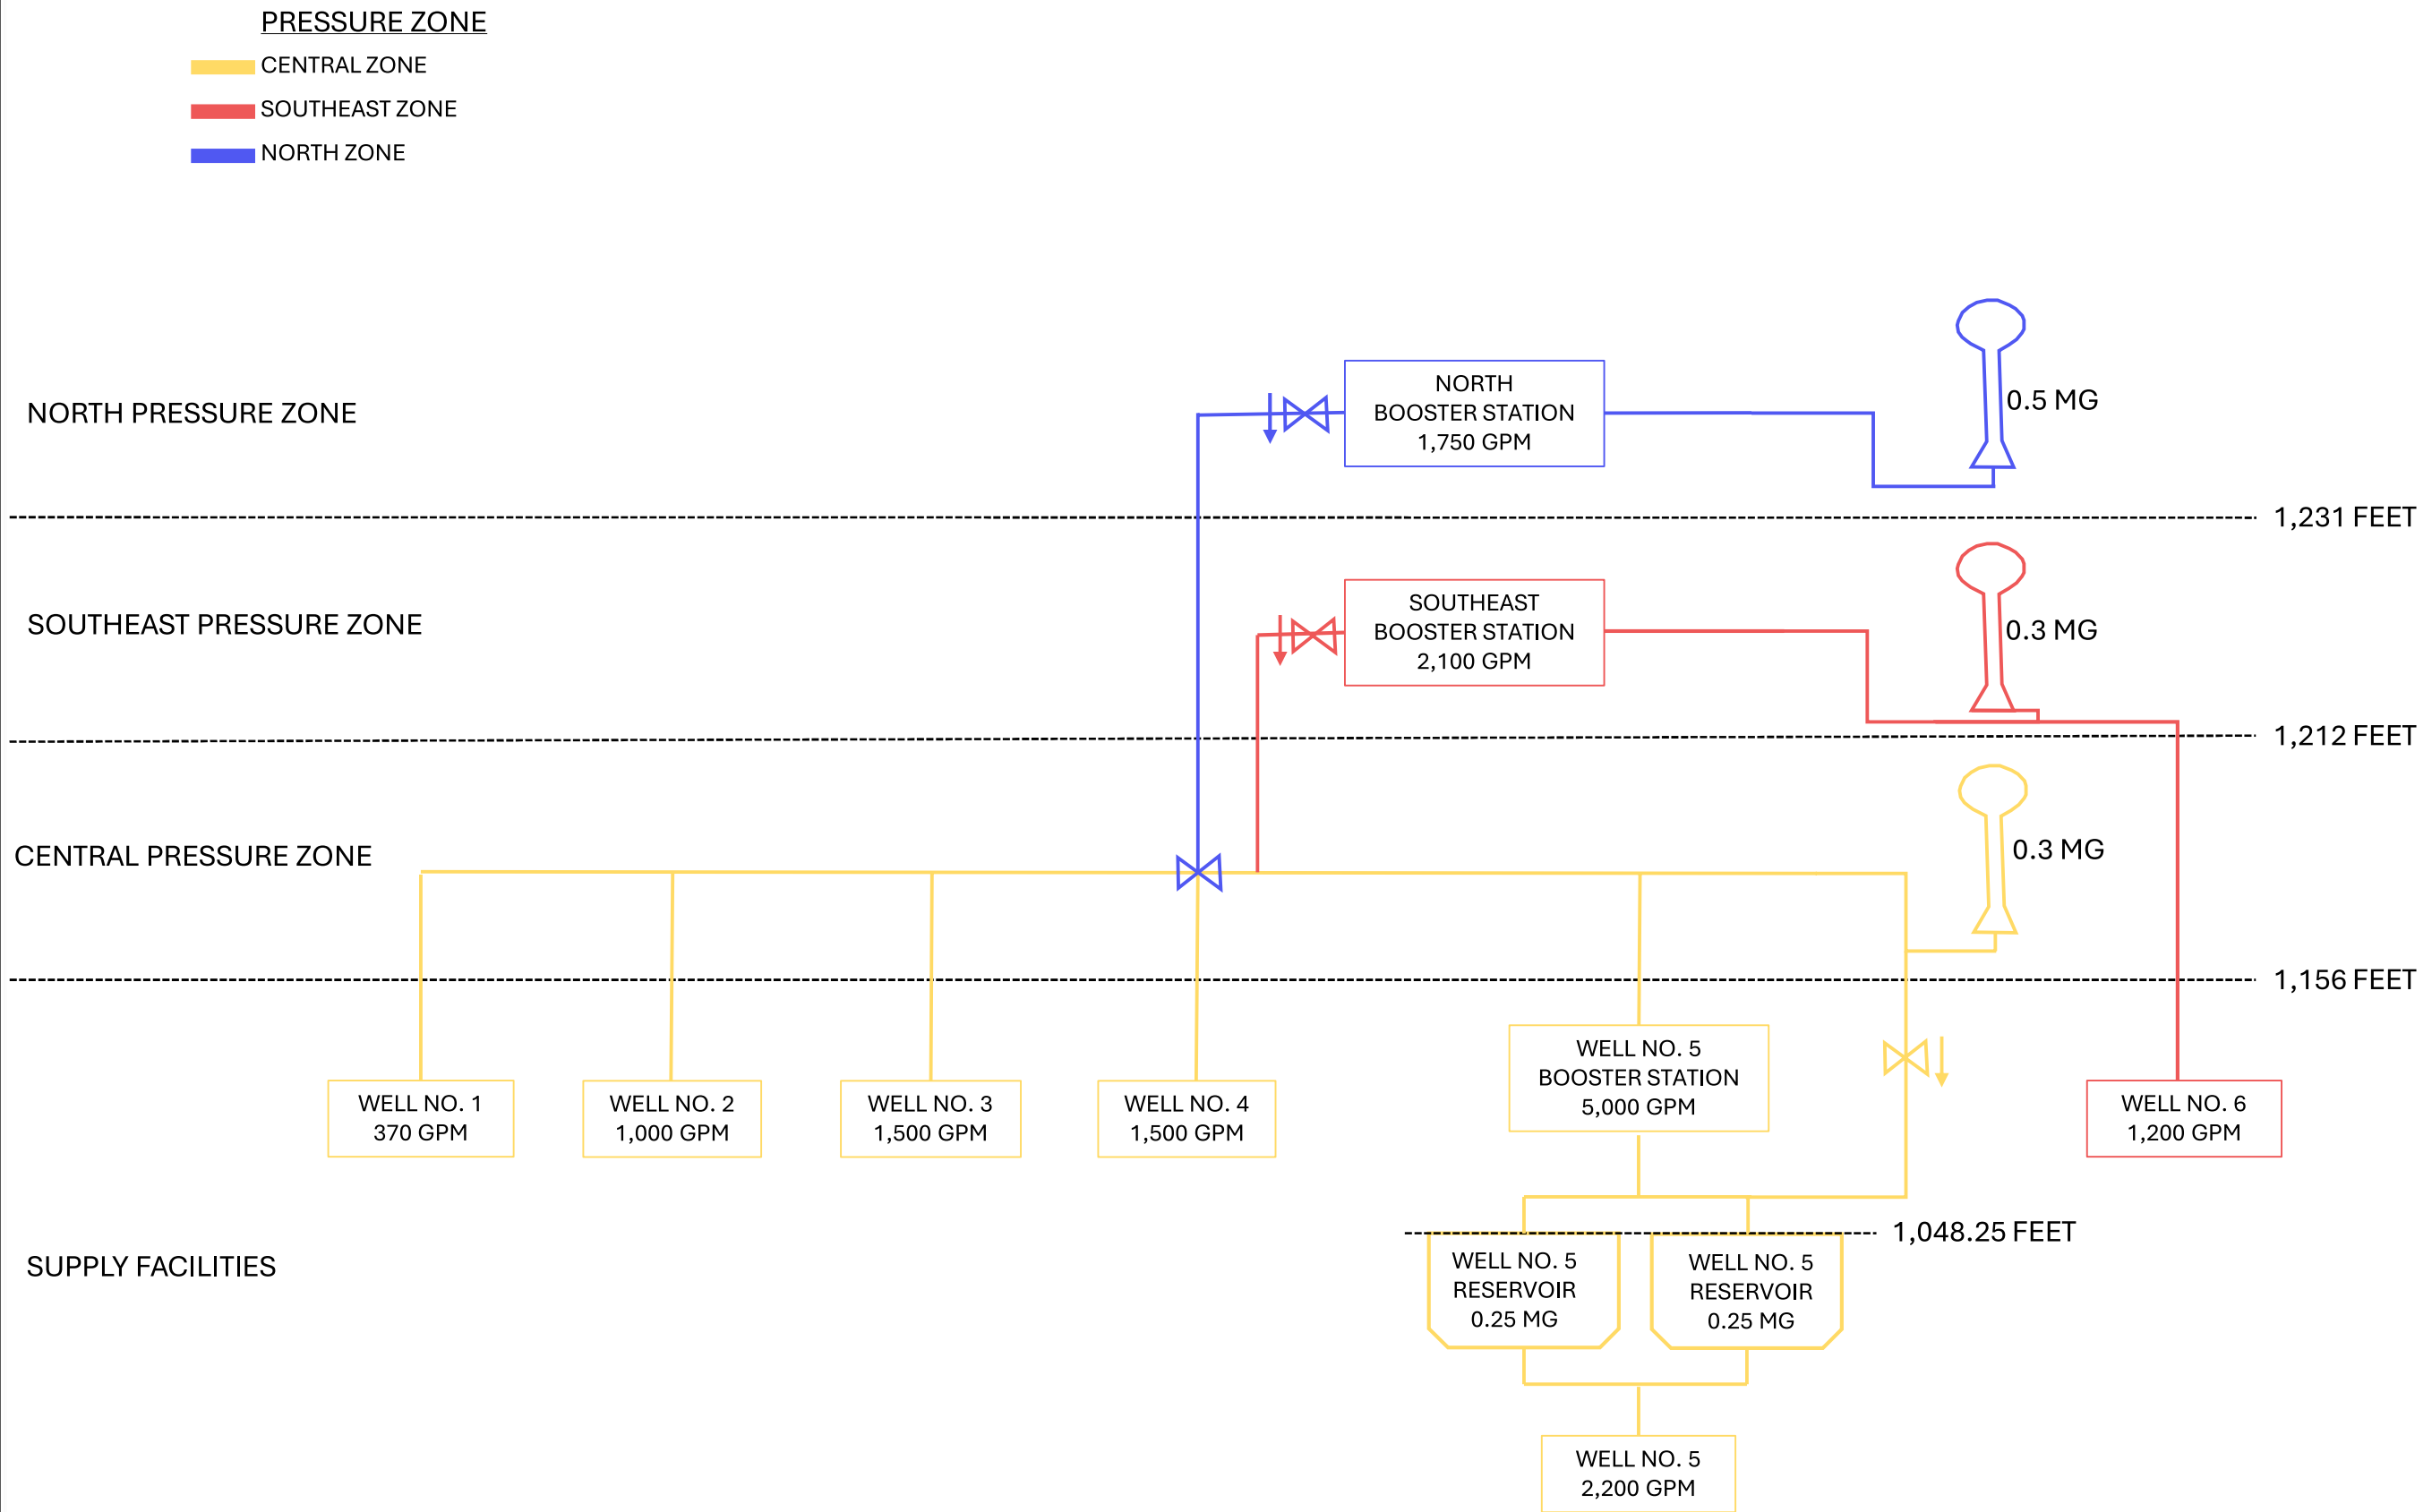 PRESSURE ZONE
CENTRAL ZONE
SOUTHEAST ZONE
NORTH ZONE
NORTH PRESSURE ZONE
NORTH
BOOSTER STATION
1,750 GPM
0.5 MG
1,231 FEET
SOUTHEAST PRESSURE ZONE
SOUTHEAST
BOOSTER STATION
2,100 GPM
0.3 MG
1,212 FEET
CENTRAL PRESSURE ZONE
0.3 MG
1,156 FEET
WELL NO. 1
370 GPM
WELL NO. 2
1,000 GPM
WELL NO. 3
1,500 GPM
WELL NO. 4
1,500 GPM
WELL NO. 5
BOOSTER STATION
5,000 GPM
WELL NO. 6
1,200 GPM
1,048.25 FEET
SUPPLY FACILITIES
WELL NO. 5
RESERVOIR
0.25 MG
WELL NO. 5
RESERVOIR
0.25 MG
WELL NO. 5
2,200 GPM